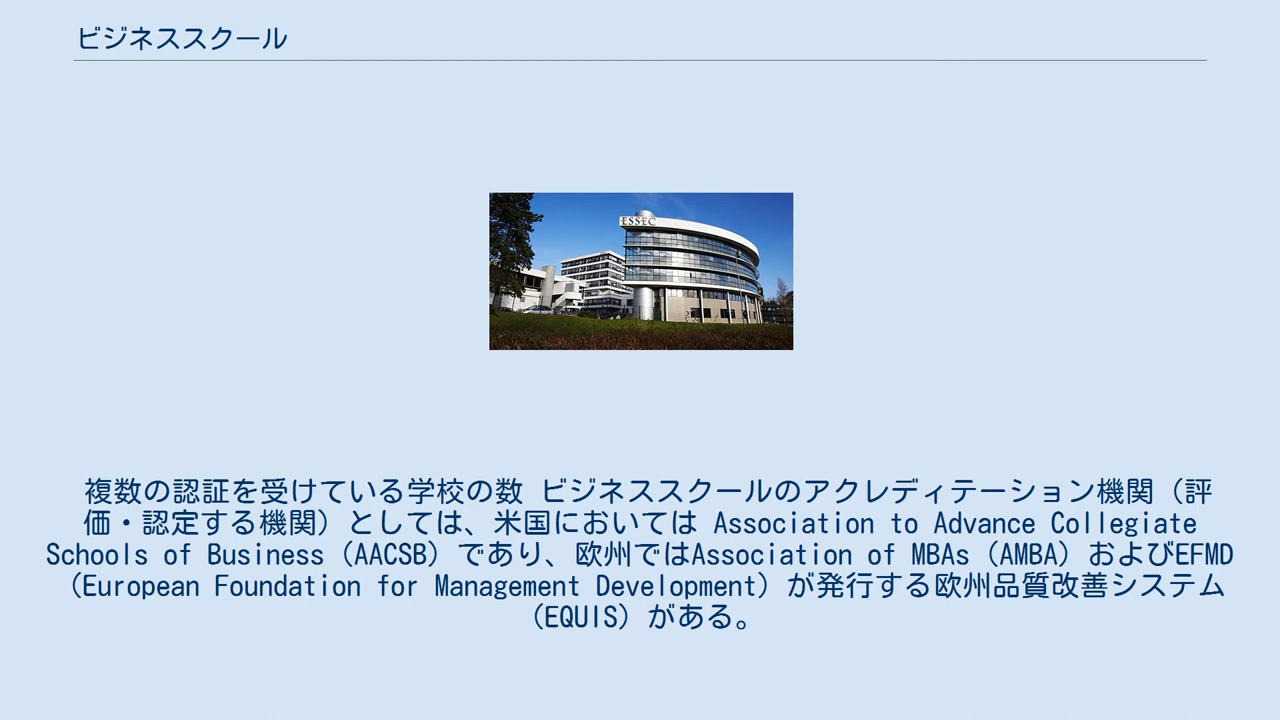 ビジネススクール
ESSEC
複数の認証を受けている学校の数 ビジネススクールのアクレディテーション機関（評
価・認定する機関）としては、米国においては Association to Advance Collegiate
Schools of Business（AACSB）であり、欧州ではAssociation of MBAs（AMBA）およびEFMD
（European Foundation for Management Development）が発行する欧州品質改善システム
（EQUIS）がある。